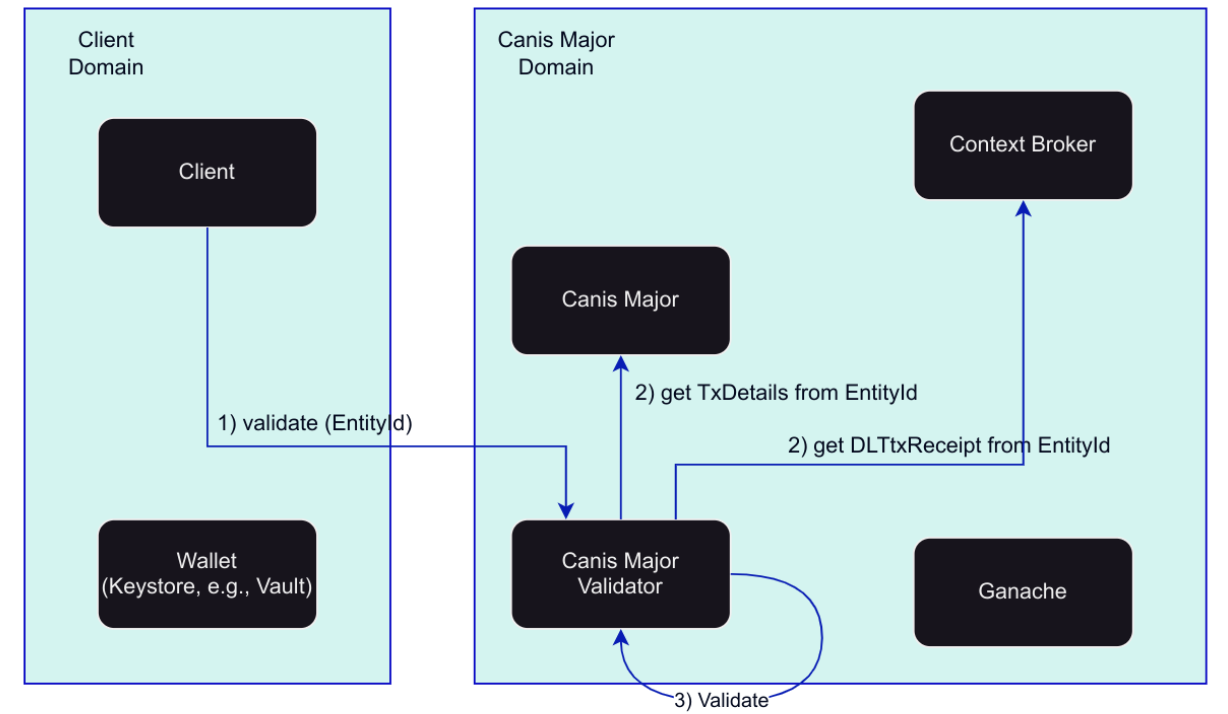 Client
Domain
Canis Major
Domain
Client
Context Broker
Canis Major
2) get TxDetails from EntityId
1) validate (EntityId)
2) get DLTtxReceipt from EntityId
Wallet
(Keystore, e.g., Vault)
Canis Major
Validator
Ganache
3) Validate